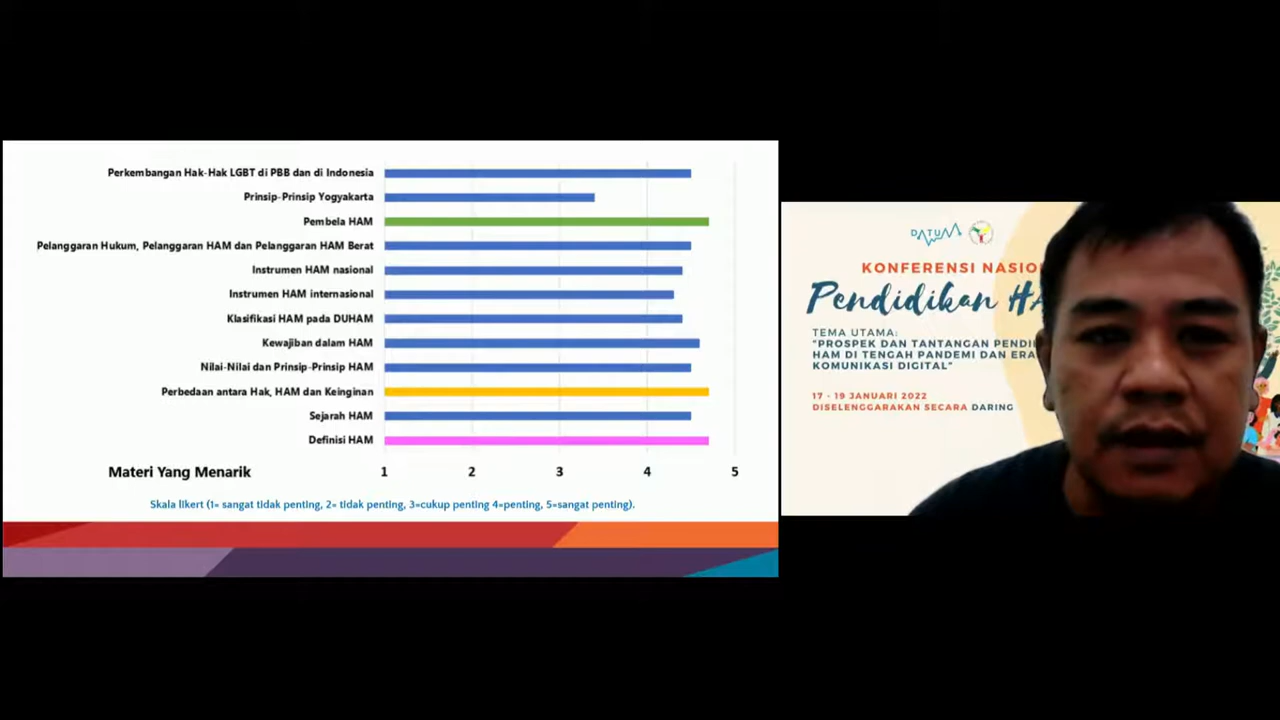 Perkembangan Hak-Hak LGBT di PBB dan di Indonesia
Prinsip-Prinsip Yogyakarta
Pembela HAM
Pelanggaran Hukum, Pelanggaran HAM dan Pelanggaran HAM Berat
Instrumen HAM nasional
Instrumen HAM internasional
Klasifikasi HAM pada DUHAM
Kewajiban dalam HAM
Nilai-Nilai dan Prinsip-Prinsip HAM
Perbedaan antara Hak, HAM dan Keinginan
Sejarah HAM
Definisi HAM
Materi Yang Menarik
1 2 3 4 5
Skala likert (1= sangat tidak penting, 2= tidak penting, 3=cukup penting 4=penting, 5=sangat penting).
DATUM
KONFERENSI NASIO
Pendidikan HA
TEMA UTAMA:
"PROSPEK DAN TANTANGAN PENDI
HAM DI TENGAH PANDEMI DAN ERA
KOMUNIKASI DIGITAL"
17 - 19 JANUARI 2022
DISELENGGARAKAN SECARA DARING